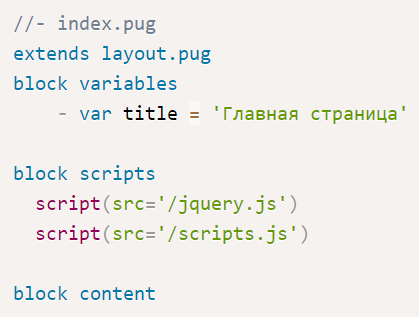 //- index.pug
extends layout.pug
block variables
    - var title = 'Главная страница'

block scripts
  script(src='/jquery.js')
  script(src='/scripts.js')

block content